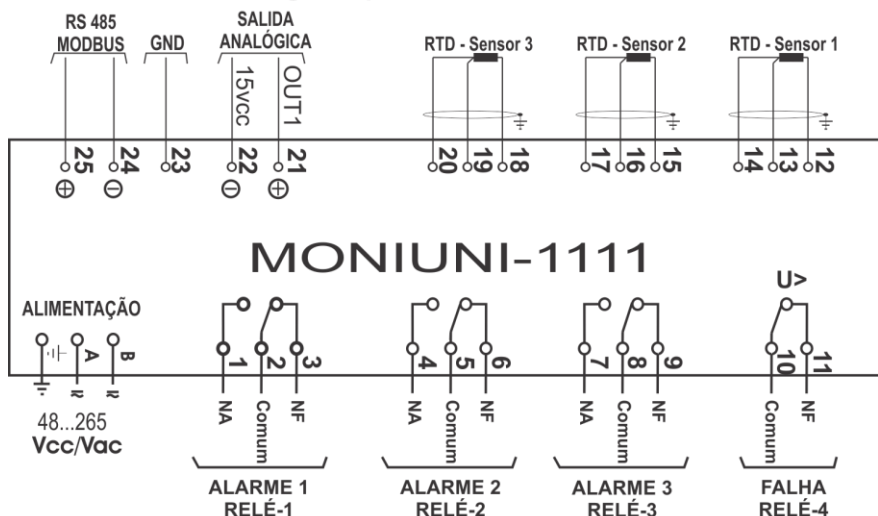 RS 485
MODBUS
GND
SALIDA
ANALÓGICA
RTD - Sensor 3
RTD - Sensor 2
RTD - Sensor 1
15vcc
OUT1
25
24
23
22
21
20
19
18
17
16
15
14
13
12
MONIUNI-1111
U>
ALIMENTAÇÃO
A
B
1
2
3
4
5
6
7
8
9
10
11
48...265
Vcc/Vac
NA
Comum
NF
NA
Comum
NF
NA
Comum
NF
Comum
NF
ALARME 1
RELÉ-1
ALARME 2
RELÉ-2
ALARME 3
RELÉ-3
FALHA
RELÉ-4